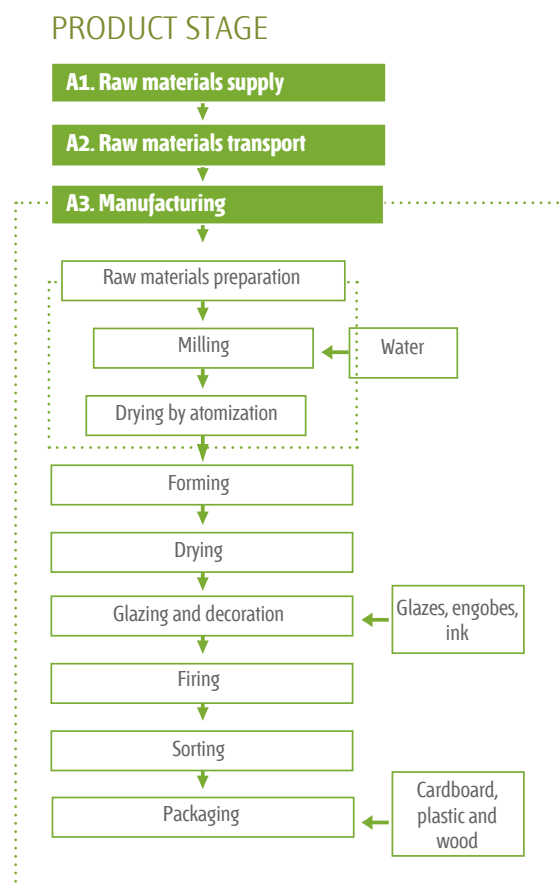 PRODUCT STAGE
A1. Raw materials supply
A2. Raw materials transport
A3. Manufacturing
Raw materials preparation
Milling
Water
Drying by atomization
Forming
Drying
Glazing and decoration
Glazes, engobes,
ink
Firing
Sorting
Packaging
Cardboard,
plastic and
wood